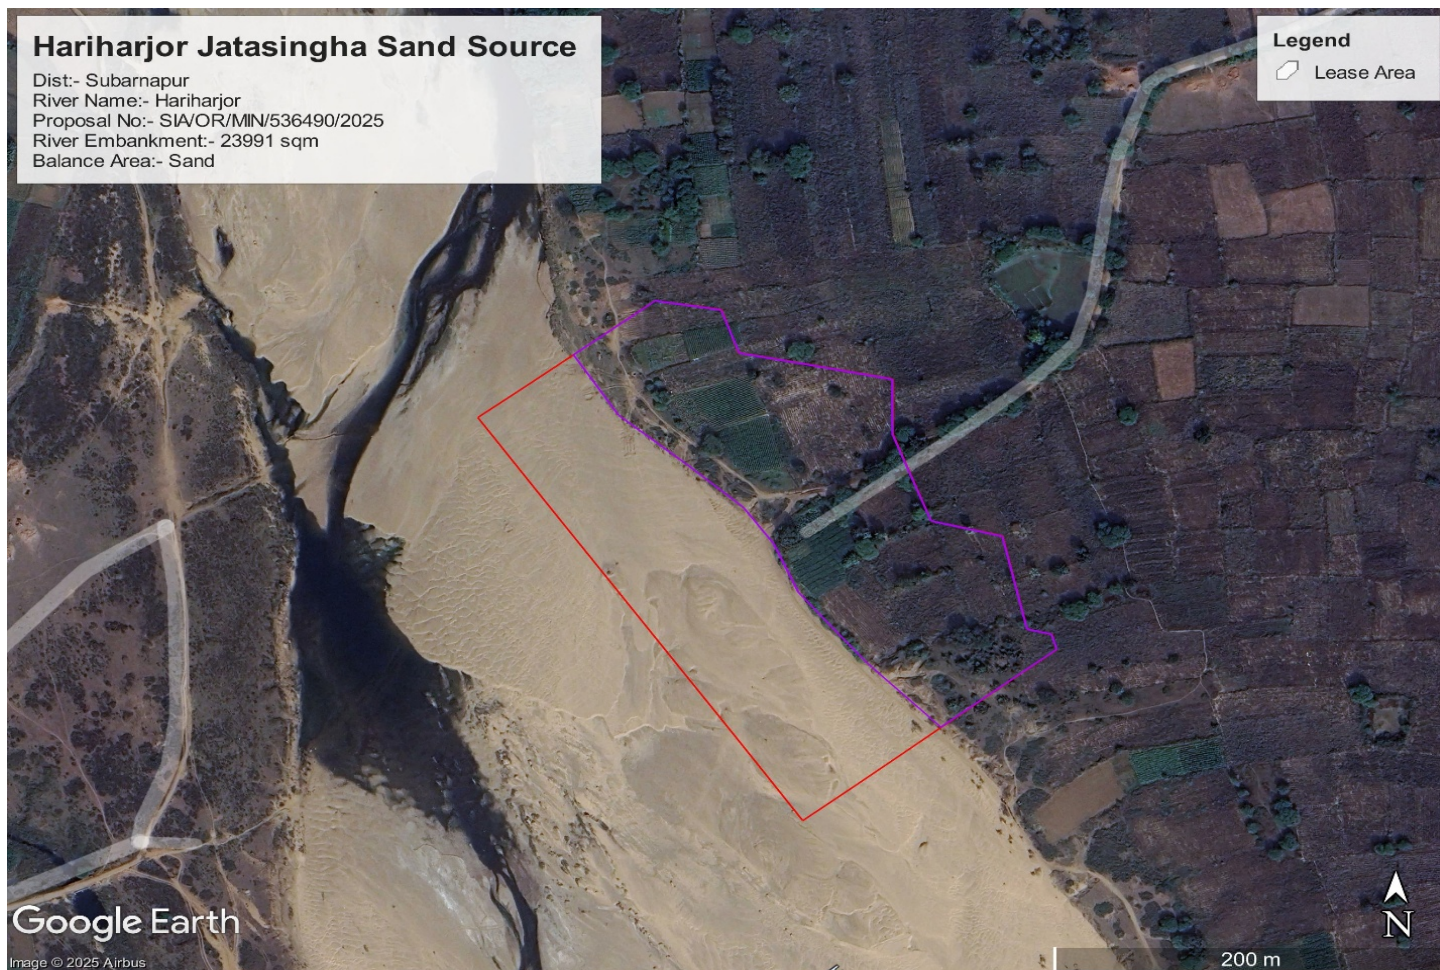 Hariharjor Jatasingha Sand Source
Dist:- Subarnapur
River Name:- Hariharjor
Proposal No:- SIA/OR/MIN/536490/2025
River Embankment:- 23991 sqm
Balance Area:- Sand
Legend
Lease Area
Google Earth
Image © 2025 Airbus
N
200 m